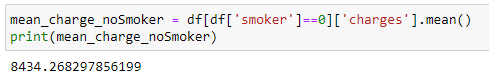 mean_charge_noSmoker = df[df['smoker']==0]['charges'].mean()
print(mean_charge_noSmoker)
8434.268297856199